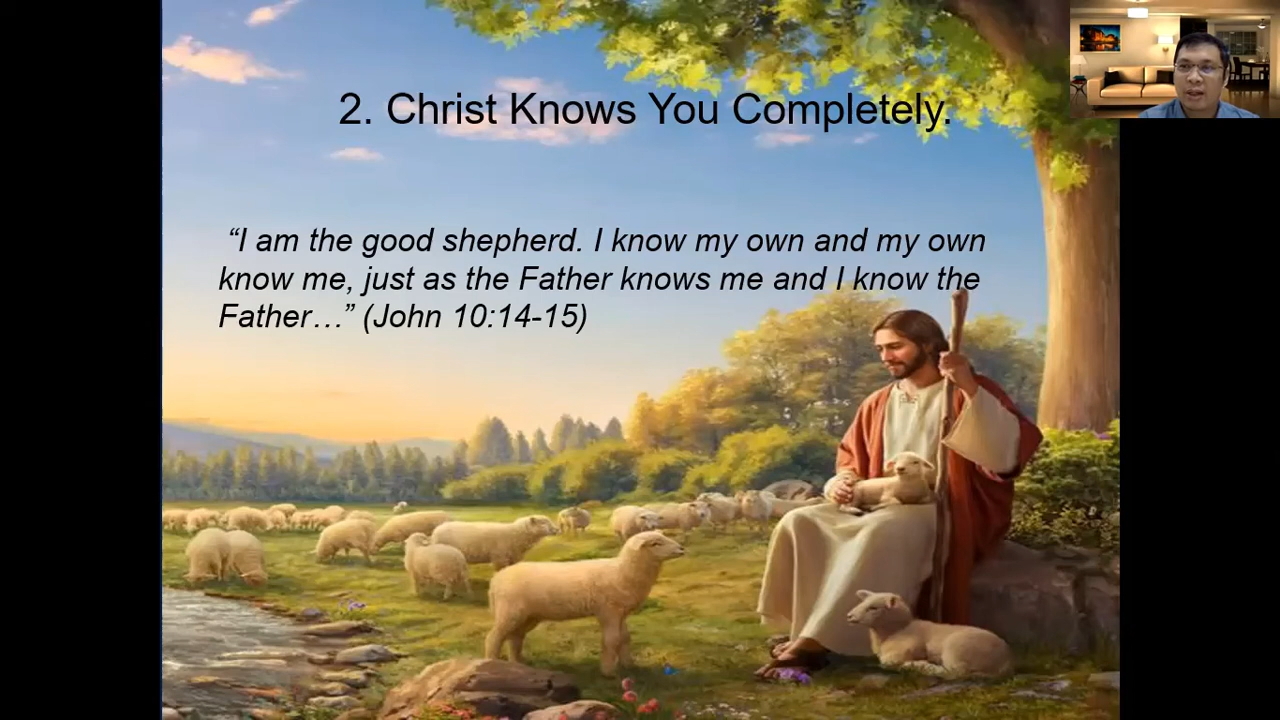 2. Christ Knows You Completely.
“I am the good shepherd. I know my own and my own
know me, just as the Father knows me and I know the
Father…” (John 10:14-15)